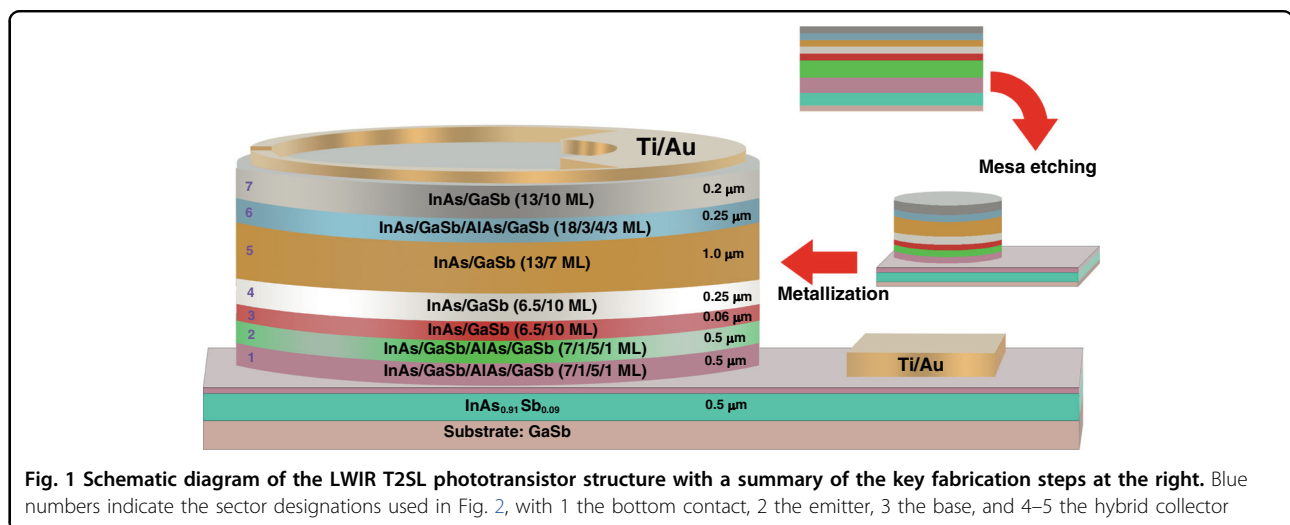 Ti/Au
7 InAs/GaSb (13/10 ML) 0.2 μm
6 InAs/GaSb/AlAs/GaSb (18/3/4/3 ML) 0.25 μm
5 InAs/GaSb (13/7 ML) 1.0 μm
4 InAs/GaSb (6.5/10 ML) 0.25 μm
3 InAs/GaSb (6.5/10 ML) 0.06 μm
2 InAs/GaSb/AlAs/GaSb (7/1/5/1 ML) 0.5 μm
1 InAs/GaSb/AlAs/GaSb (7/1/5/1 ML) 0.5 μm
InAs0.91Sb0.09 0.5 μm
Substrate: GaSb
Mesa etching
Metallization
Ti/Au
Fig. 1 Schematic diagram of the LWIR T2SL phototransistor structure with a summary of the key fabrication steps at the right. Blue
numbers indicate the sector designations used in Fig. 2, with 1 the bottom contact, 2 the emitter, 3 the base, and 4–5 the hybrid collector